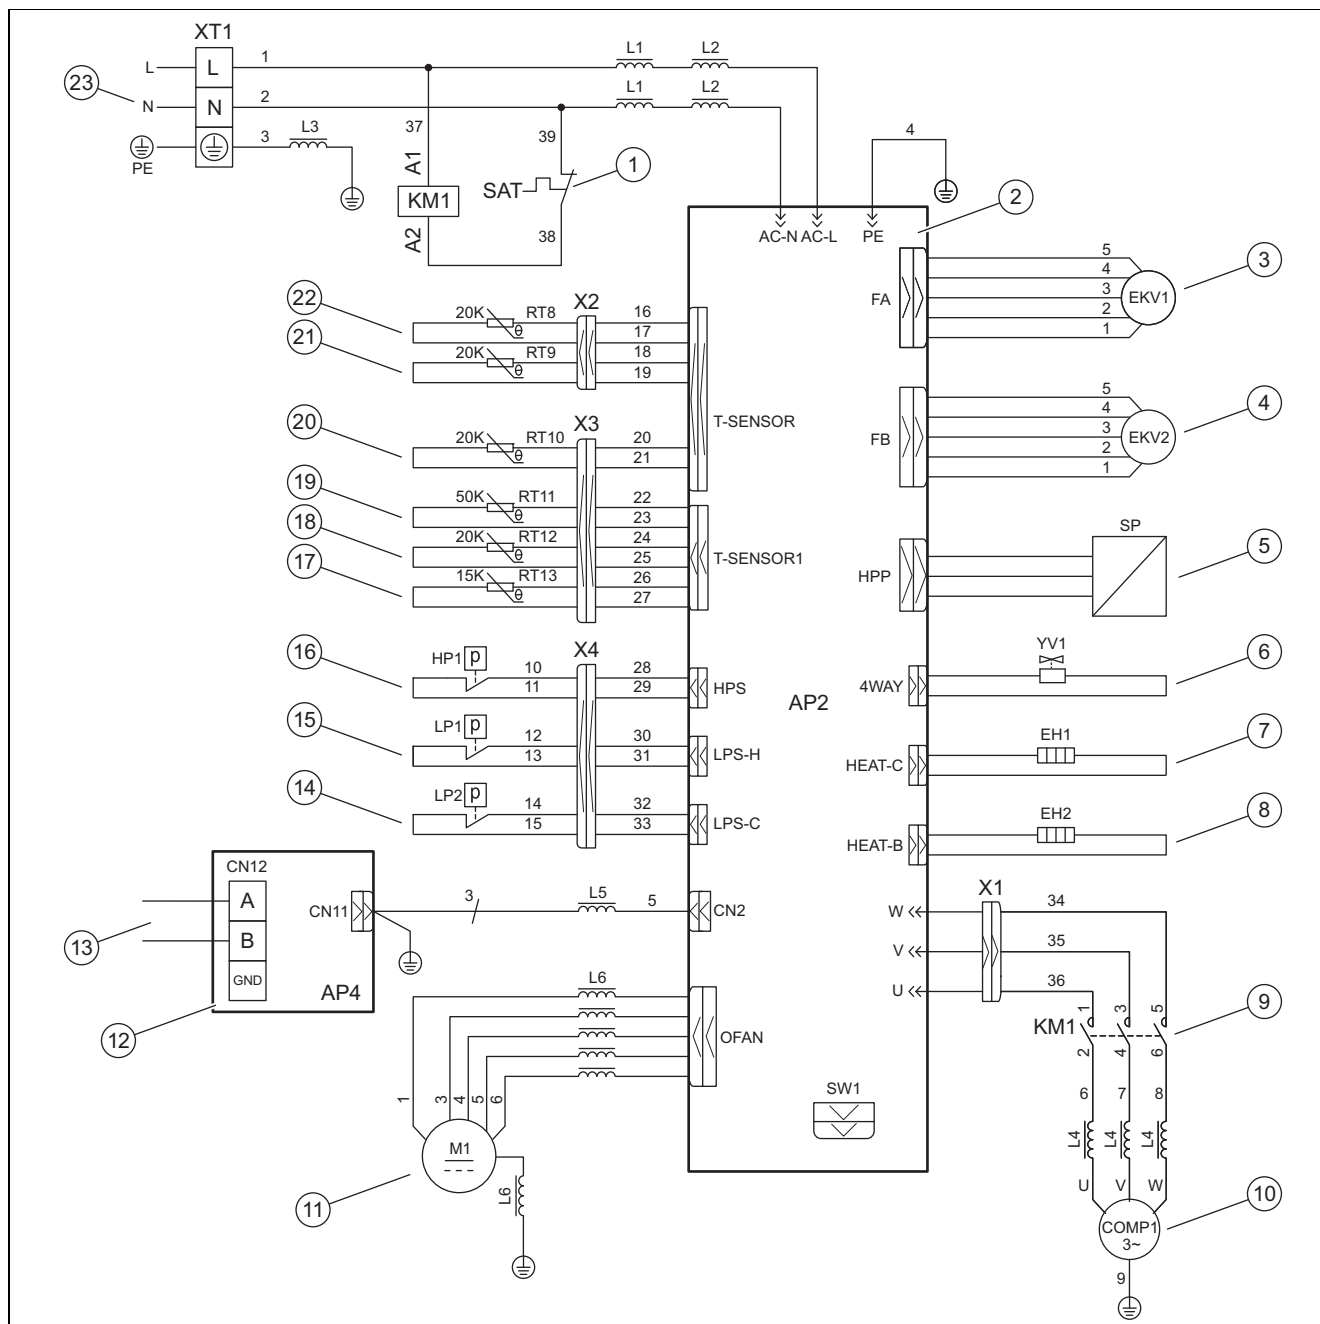 XT1
L L 1 L1 L2
23
N N 2 L1 L2
3 L3 37 39 4
PE
1
A1
SAT
KM1
A2 38
2
AC-N AC-L PE
3
5
4
FA 3 EKV1
2
1
22
X2
20K RT8 16
θ 17
21
20K RT9 18
θ 19
4
5
4
FB 3 EKV2
2
1
20
X3
T-SENSOR
20K RT10 20
θ 21
19
50K RT11 22
θ 23
18
20K RT12 24
θ 25
T-SENSOR1
17
15K RT13 26
θ 27
SP
5
HPP
16
X4
HP1 p 10 28
11 29
HPS
AP2
YV1
6
4WAY
15
LP1 p 12 30
13 31
LPS-H
EH1
7
HEAT-C
14
LP2 p 14 32
15 33
LPS-C
EH2
8
HEAT-B
CN12
A
CN11
3 L5 5
CN2
13
B
GND
AP4
12
X1
W 34
V 35
U 36
L6
OFAN
1 3 4 5 6
M1
L6
11
SW1
1 3 5
KM1
9
2 4 6
6 7 8
L4 L4 L4
U V W
10
COMP1
3~
9